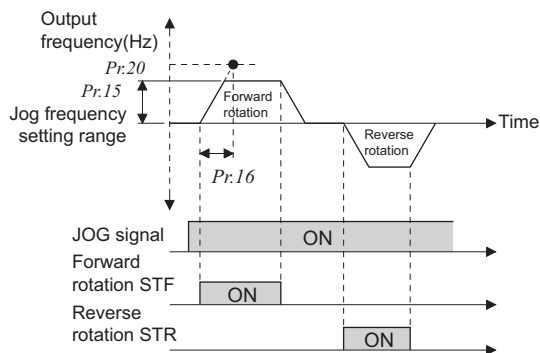 Output
frequency(Hz)
Pr.20
Pr.15
Jog frequency
setting range
Forward
rotation
Time
Reverse
rotation
Pr.16
JOG signal
ON
Forward
rotation STF
ON
Reverse
rotation STR
ON